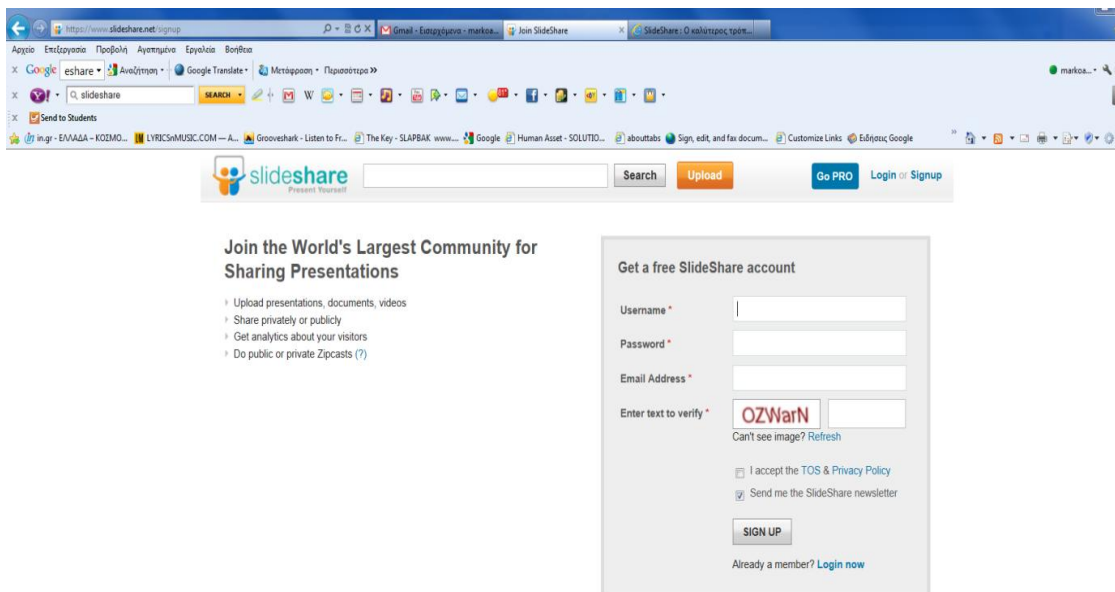 https://www.slideshare.net/signup
Gmail - Εισερχόμενα - markoa...
Join SlideShare
SlideShare : Ο καλύτερος τρόπ...
Αρχείο Επεξεργασία Προβολή Αγαπημένα Εργαλεία Βοήθεια
Google eshare Αναζήτηση Google Translate Μετάφραση Περισσότερα »
markoa...
Y! slideshare SEARCH W
Send to Students
in.gr - ΕΛΛΑΔΑ – ΚΟΣΜΟ... LYRICSnMUSIC.COM — A... Grooveshark - Listen to Fr... The Key - SLAPBAK www.... Google Human Asset - SOLUTIO... abouttabs Sign, edit, and fax docum... Customize Links Ειδήσεις Google
slideshare
Present Yourself
Search Upload Go PRO Login or Signup
Join the World's Largest Community for
Sharing Presentations
Upload presentations, documents, videos
Share privately or publicly
Get analytics about your visitors
Do public or private Zipcasts (?)
Get a free SlideShare account
Username *
Password *
Email Address *
Enter text to verify * OZWarN
Can't see image? Refresh
I accept the TOS & Privacy Policy
Send me the SlideShare newsletter
SIGN UP
Already a member? Login now